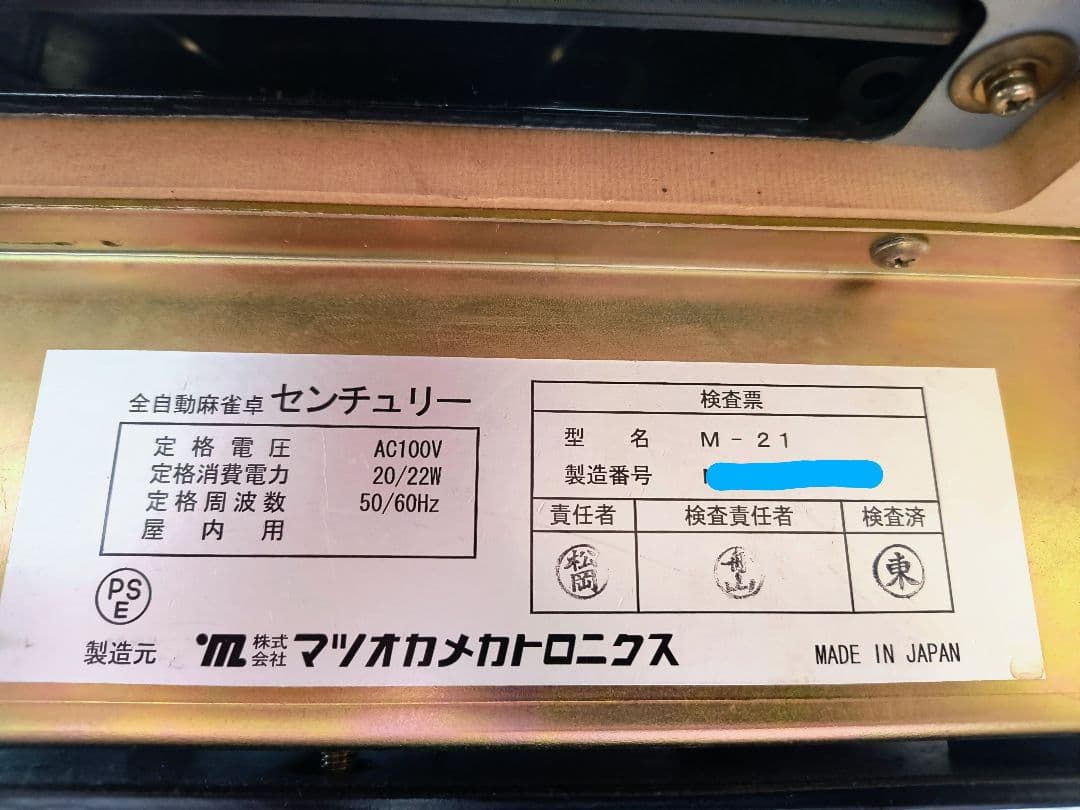 全自動麻雀卓 センチュリー
定格電圧 AC100V
定格消費電力 20/22W
定格周波数 50/60Hz
屋内用
検査票
型名 M-21
製造番号
責任者 検査責任者 検査済
松岡 東
PSE
製造元 m 株式会社 マツオカメカトロニクス
MADE IN JAPAN